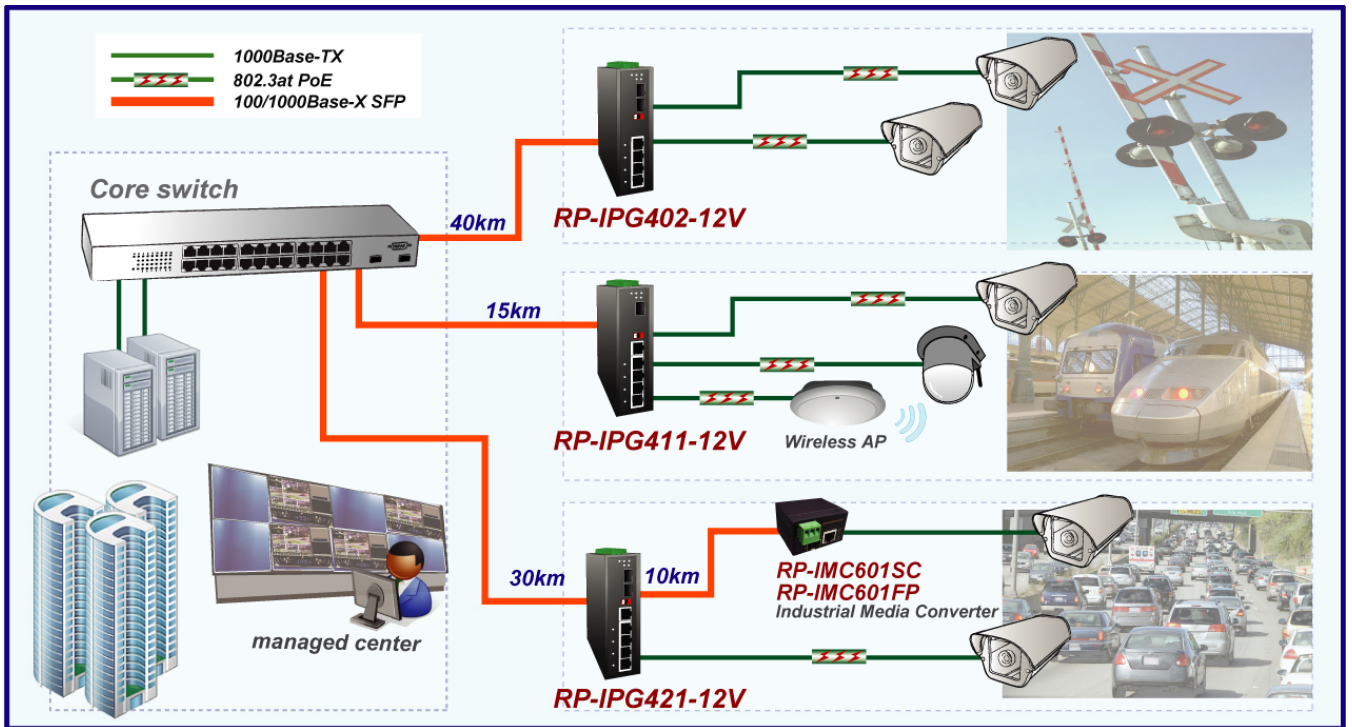 1000Base-TX
802.3at PoE
100/1000Base-X SFP
Core switch
40km
RP-IPG402-12V
15km
RP-IPG411-12V
Wireless AP
30km
10km
RP-IMC601SC
RP-IMC601FP
Industrial Media Converter
managed center
RP-IPG421-12V